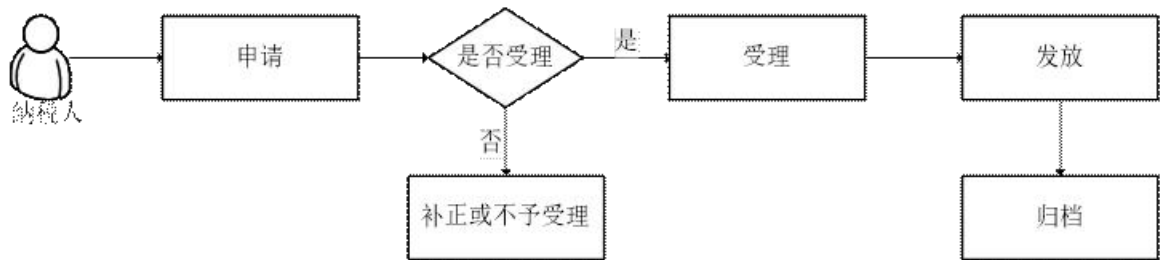 纳税人
申请
是否受理
是
受理
发放
否
补正或不予受理
归档